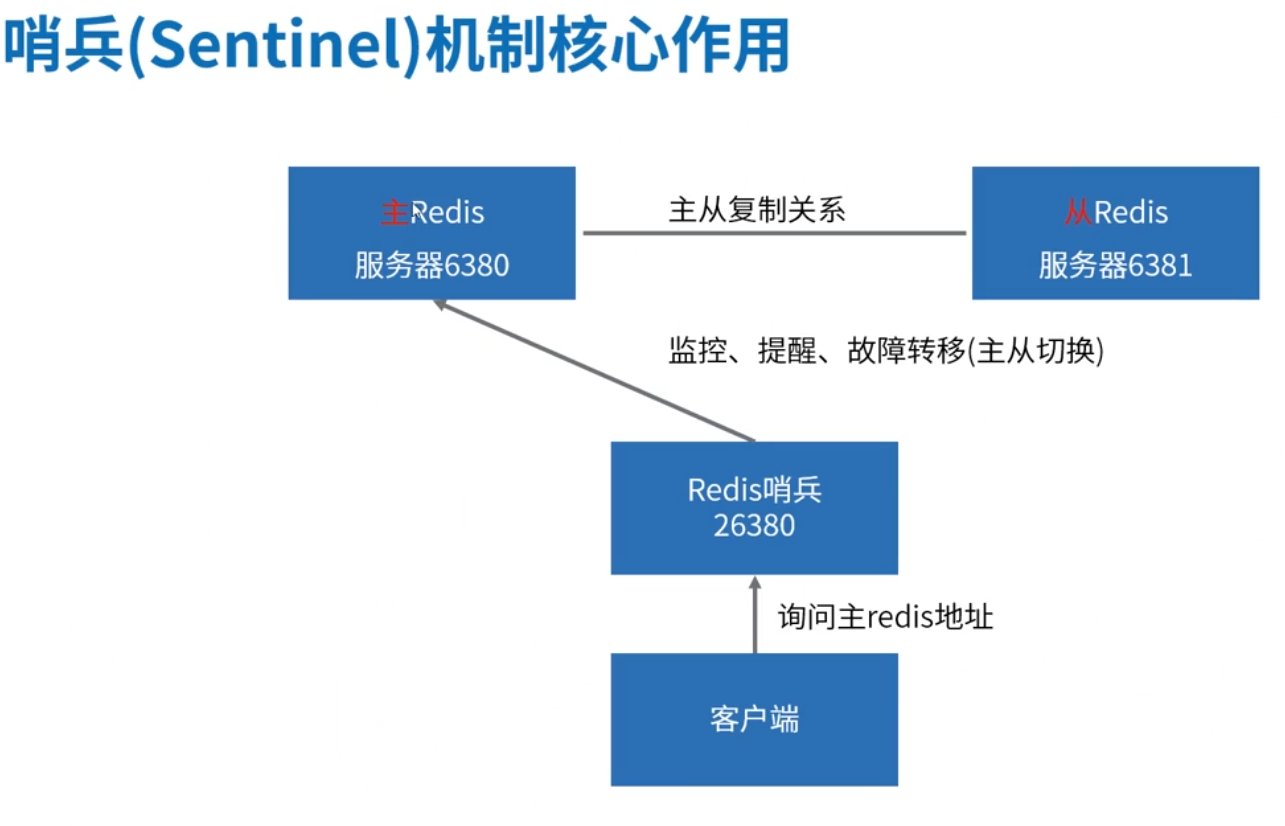 哨兵(Sentinel)机制核心作用
主Redis
服务器6380
主从复制关系
从Redis
服务器6381
监控、提醒、故障转移(主从切换)
Redis哨兵
26380
询问主redis地址
客户端